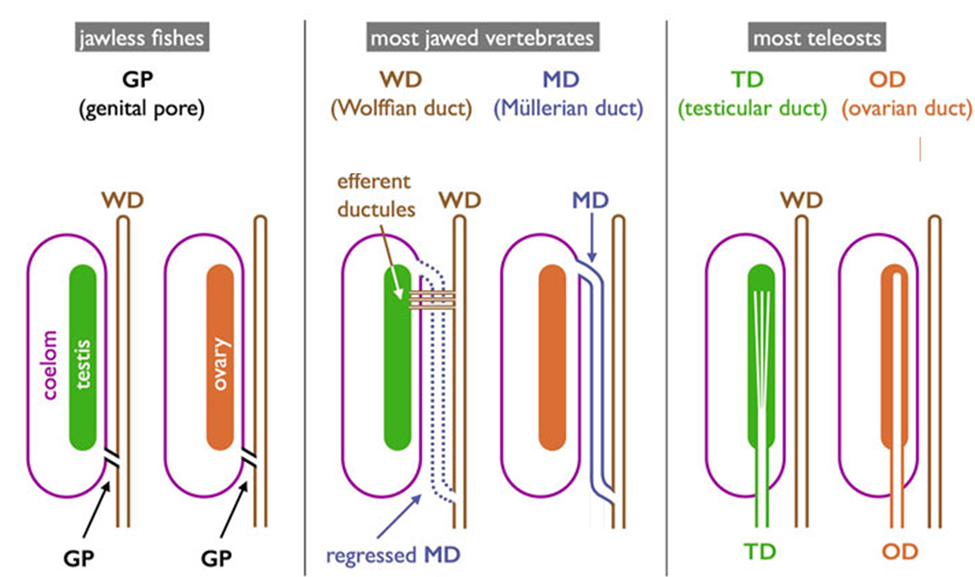 jawless fishes
GP
(genital pore)
WD
coelom
testis
ovary
GP
GP
most jawed vertebrates
WD
(Wolffian duct)
MD
(Müllerian duct)
efferent
ductules
WD
MD
regressed MD
most teleosts
TD
(testicular duct)
OD
(ovarian duct)
WD
TD
OD